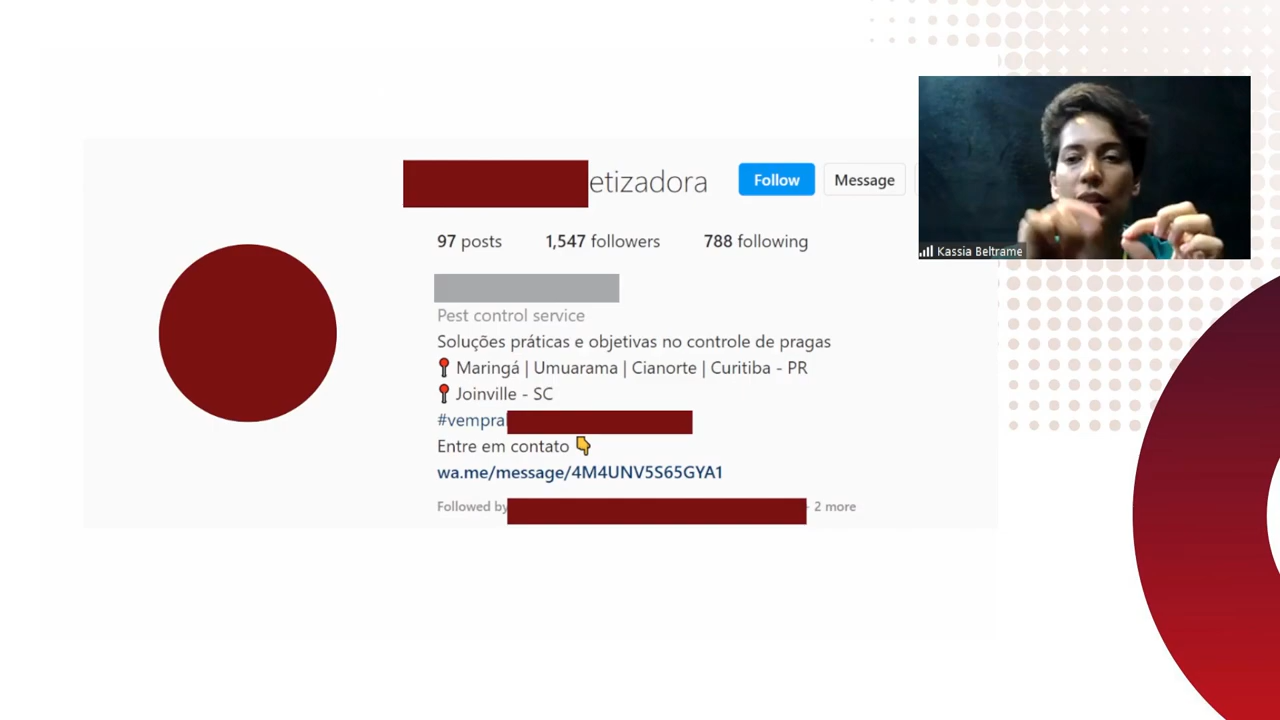 etizadora
Follow
Message
97 posts
1,547 followers
788 following
Pest control service
Soluções práticas e objetivas no controle de pragas
📍 Maringá | Umuarama | Cianorte | Curitiba - PR
📍 Joinville - SC
#vempra
Entre em contato 👇
wa.me/message/4M4UNV5S65GYA1
Followed by
2 more
Kassia Beltrame